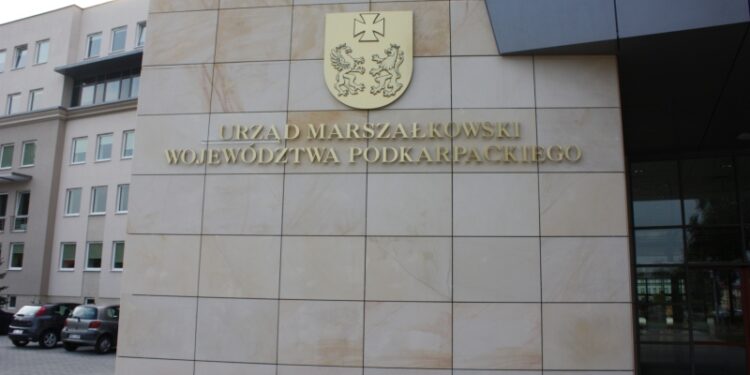 URZĄD MARSZAŁKOWSKI
WOJEWÓDZTWA PODKARPACKIEGO